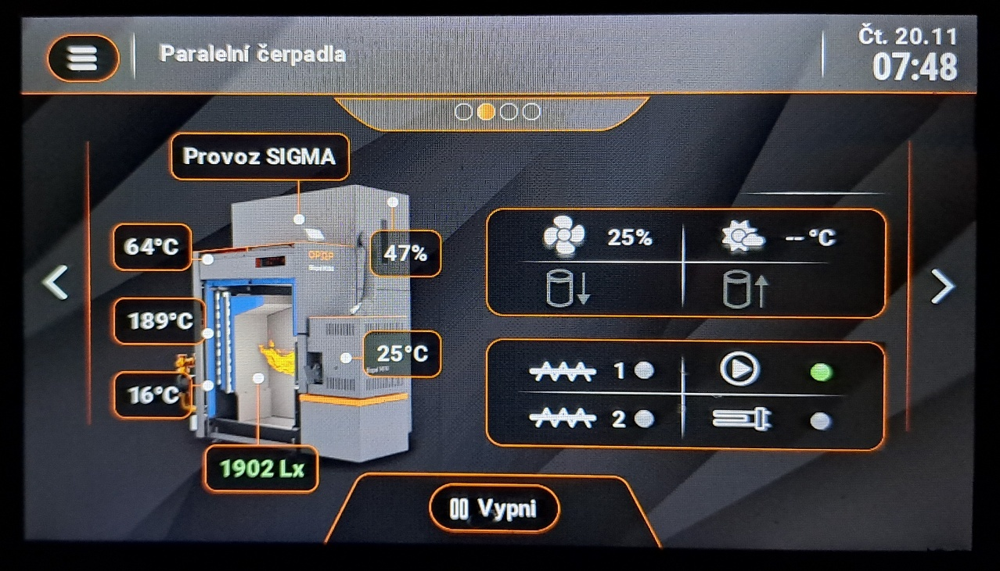 Paralelní čerpadla
Čt. 20.11
07:48
Provoz SIGMA
64°C
47%
25%
-- °C
189°C
25°C
16°C
1
2
1902 Lx
Vypni